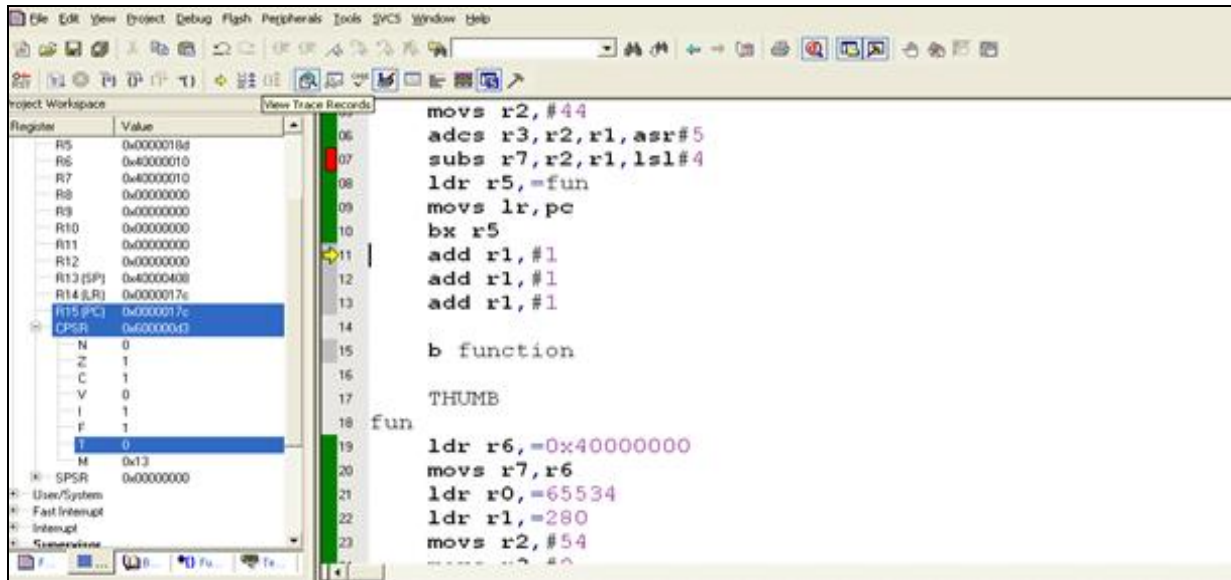 File Edit View Project Debug Flash Peripherals Tools SVCS Window Help
View Trace Records
Project Workspace
Register Value
R5 0x0000018d
R6 0x40000010
R7 0x40000010
R8 0x00000000
R9 0x00000000
R10 0x00000000
R11 0x00000000
R12 0x00000000
R13 (SP) 0x40000408
R14 (LR) 0x0000017c
R15 (PC) 0x0000017c
CPSR 0x600000d3
N 0
Z 1
C 1
V 0
I 1
F 1
T 0
M 0x13
SPSR 0x00000000
User/System
Fast Interrupt
Interrupt
Supervisor
F... ... B... Fu... Te...
movs r2,#44
06 adcs r3,r2,r1,asr#5
07 subs r7,r2,r1,lsl#4
08 ldr r5,=fun
09 movs lr,pc
10 bx r5
11 add r1,#1
12 add r1,#1
13 add r1,#1
14
15 b function
16
17 THUMB
18 fun
19 ldr r6,=0x40000000
20 movs r7,r6
21 ldr r0,=65534
22 ldr r1,=280
23 movs r2,#54